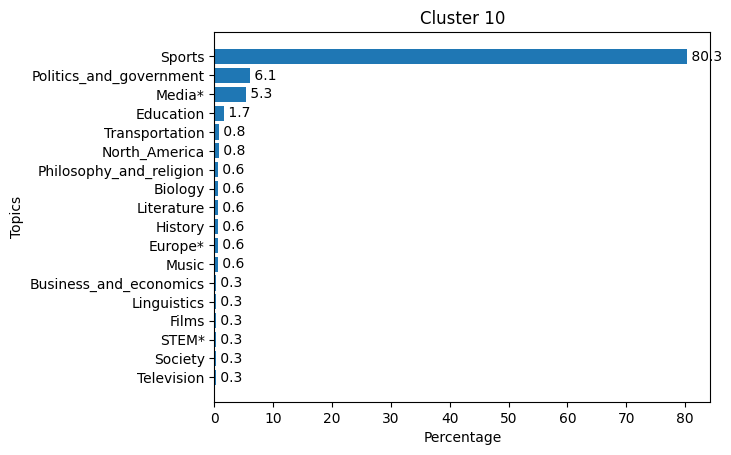 Cluster 10
Sports 80.3
Politics_and_government 6.1
Media* 5.3
Education 1.7
Transportation 0.8
North_America 0.8
Philosophy_and_religion 0.6
Biology 0.6
Literature 0.6
History 0.6
Europe* 0.6
Music 0.6
Business_and_economics 0.3
Linguistics 0.3
Films 0.3
STEM* 0.3
Society 0.3
Television 0.3
Topics
0 10 20 30 40 50 60 70 80
Percentage